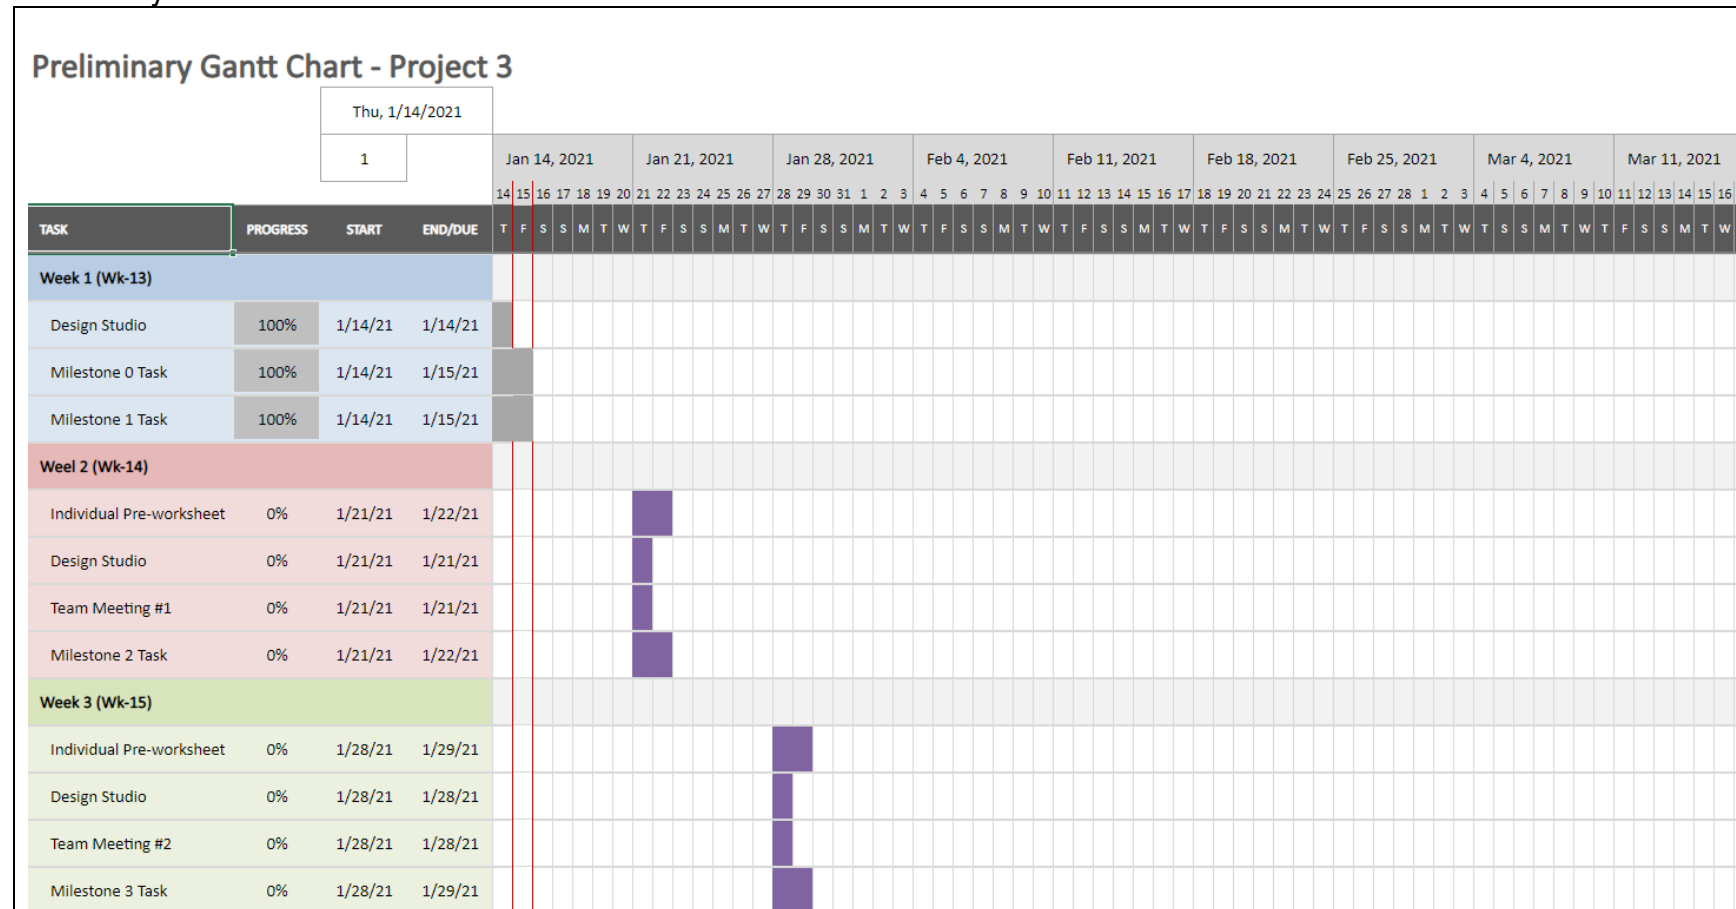 Preliminary Gantt Chart - Project 3
Thu, 1/14/2021
1 Jan 14, 2021 Jan 21, 2021 Jan 28, 2021 Feb 4, 2021 Feb 11, 2021 Feb 18, 2021 Feb 25, 2021 Mar 4, 2021 Mar 11, 2021
14 15 16 17 18 19 20 21 22 23 24 25 26 27 28 29 30 31 1 2 3 4 5 6 7 8 9 10 11 12 13 14 15 16 17 18 19 20 21 22 23 24 25 26 27 28 1 2 3 4 5 6 7 8 9 10 11 12 13 14 15 16
TASK PROGRESS START END/DUE T F S S M T W T F S S M T W T F S S M T W T F S S M T W T F S S M T W T F S S M T W T F S S M T W T S S M T W T F S S M T W
Week 1 (Wk-13)
Design Studio 100% 1/14/21 1/14/21
Milestone 0 Task 100% 1/14/21 1/15/21
Milestone 1 Task 100% 1/14/21 1/15/21
Weel 2 (Wk-14)
Individual Pre-worksheet 0% 1/21/21 1/22/21
Design Studio 0% 1/21/21 1/21/21
Team Meeting #1 0% 1/21/21 1/21/21
Milestone 2 Task 0% 1/21/21 1/22/21
Week 3 (Wk-15)
Individual Pre-worksheet 0% 1/28/21 1/29/21
Design Studio 0% 1/28/21 1/28/21
Team Meeting #2 0% 1/28/21 1/28/21
Milestone 3 Task 0% 1/28/21 1/29/21